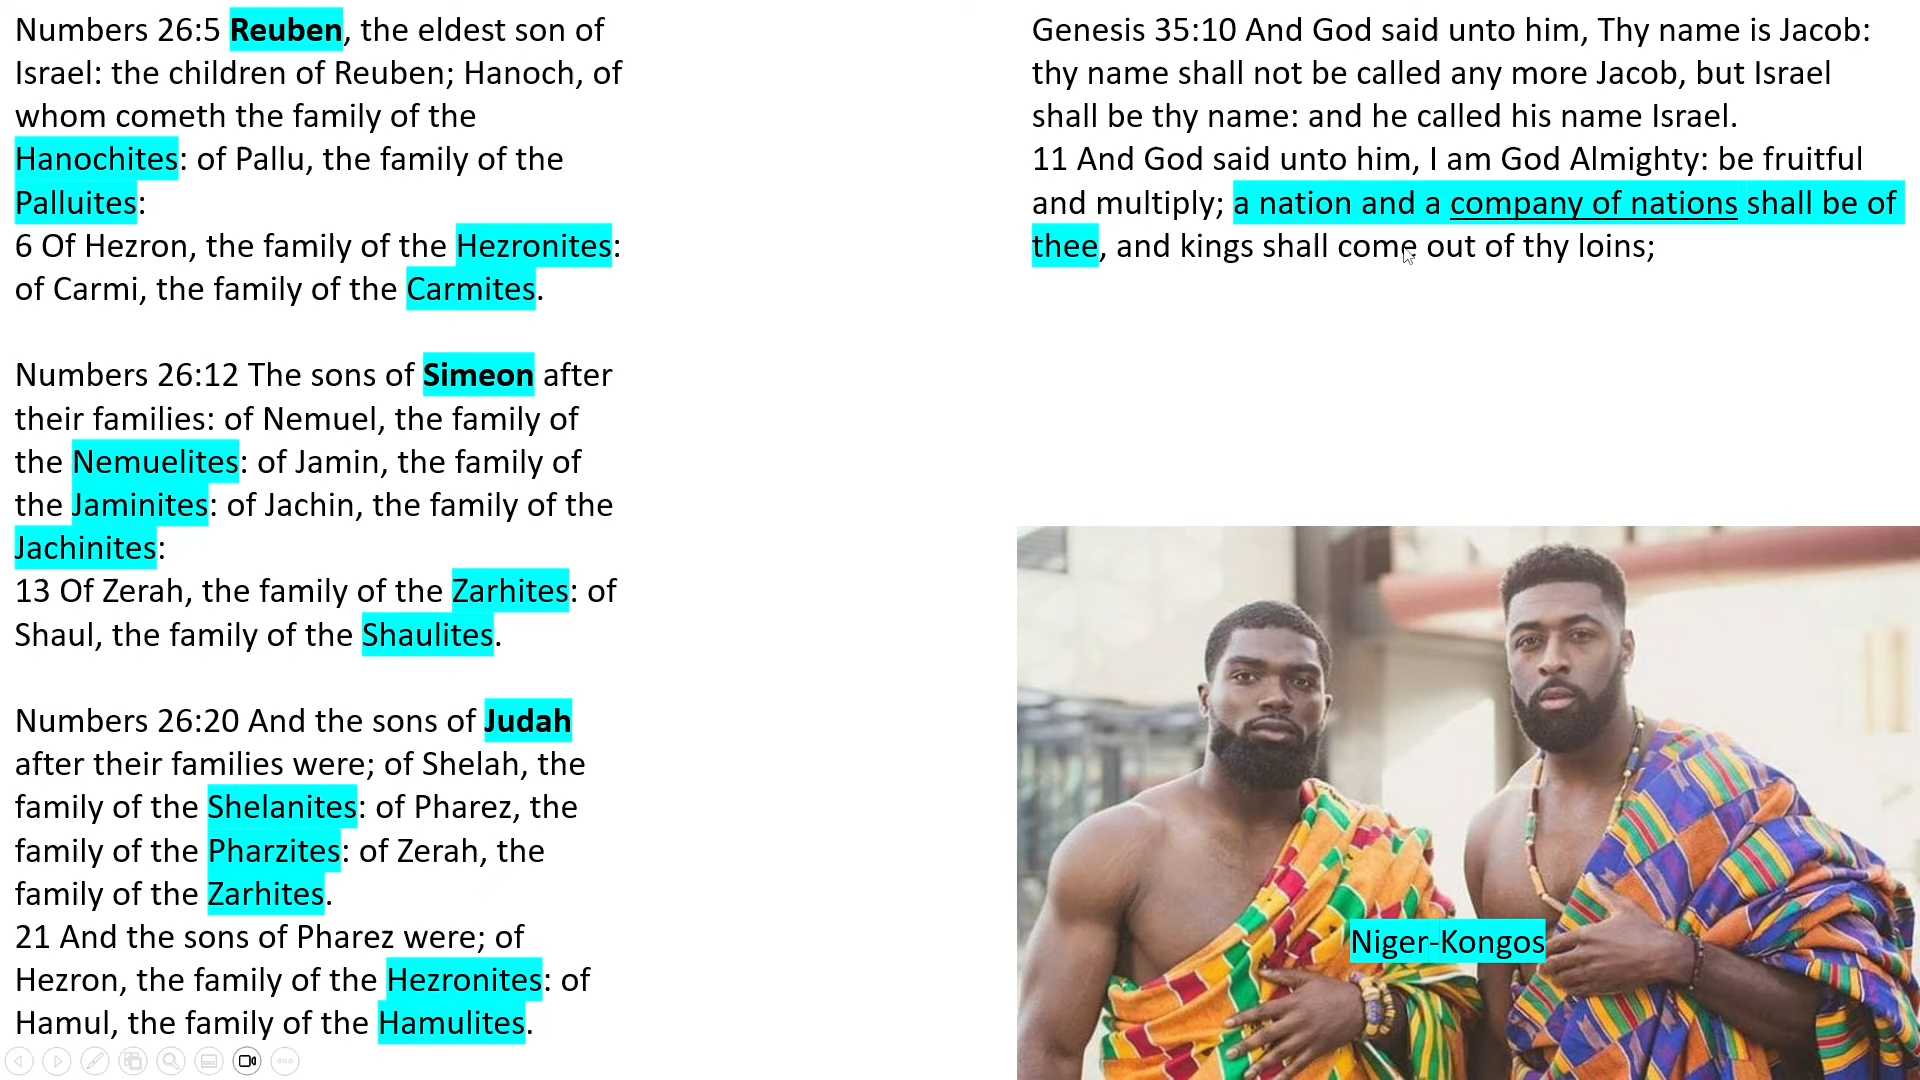 Numbers 26:5 Reuben, the eldest son of
Israel: the children of Reuben; Hanoch, of
whom cometh the family of the
Hanochites: of Pallu, the family of the
Palluites:
6 Of Hezron, the family of the Hezronites:
of Carmi, the family of the Carmites.
Numbers 26:12 The sons of Simeon after
their families: of Nemuel, the family of
the Nemuelites: of Jamin, the family of
the Jaminites: of Jachin, the family of the
Jachinites:
13 Of Zerah, the family of the Zarhites: of
Shaul, the family of the Shaulites.
Numbers 26:20 And the sons of Judah
after their families were; of Shelah, the
family of the Shelanites: of Pharez, the
family of the Pharzites: of Zerah, the
family of the Zarhites.
21 And the sons of Pharez were; of
Hezron, the family of the Hezronites: of
Hamul, the family of the Hamulites.
Genesis 35:10 And God said unto him, Thy name is Jacob:
thy name shall not be called any more Jacob, but Israel
shall be thy name: and he called his name Israel.
11 And God said unto him, I am God Almighty: be fruitful
and multiply; a nation and a company of nations shall be of
thee, and kings shall come out of thy loins;
Niger-Kongos